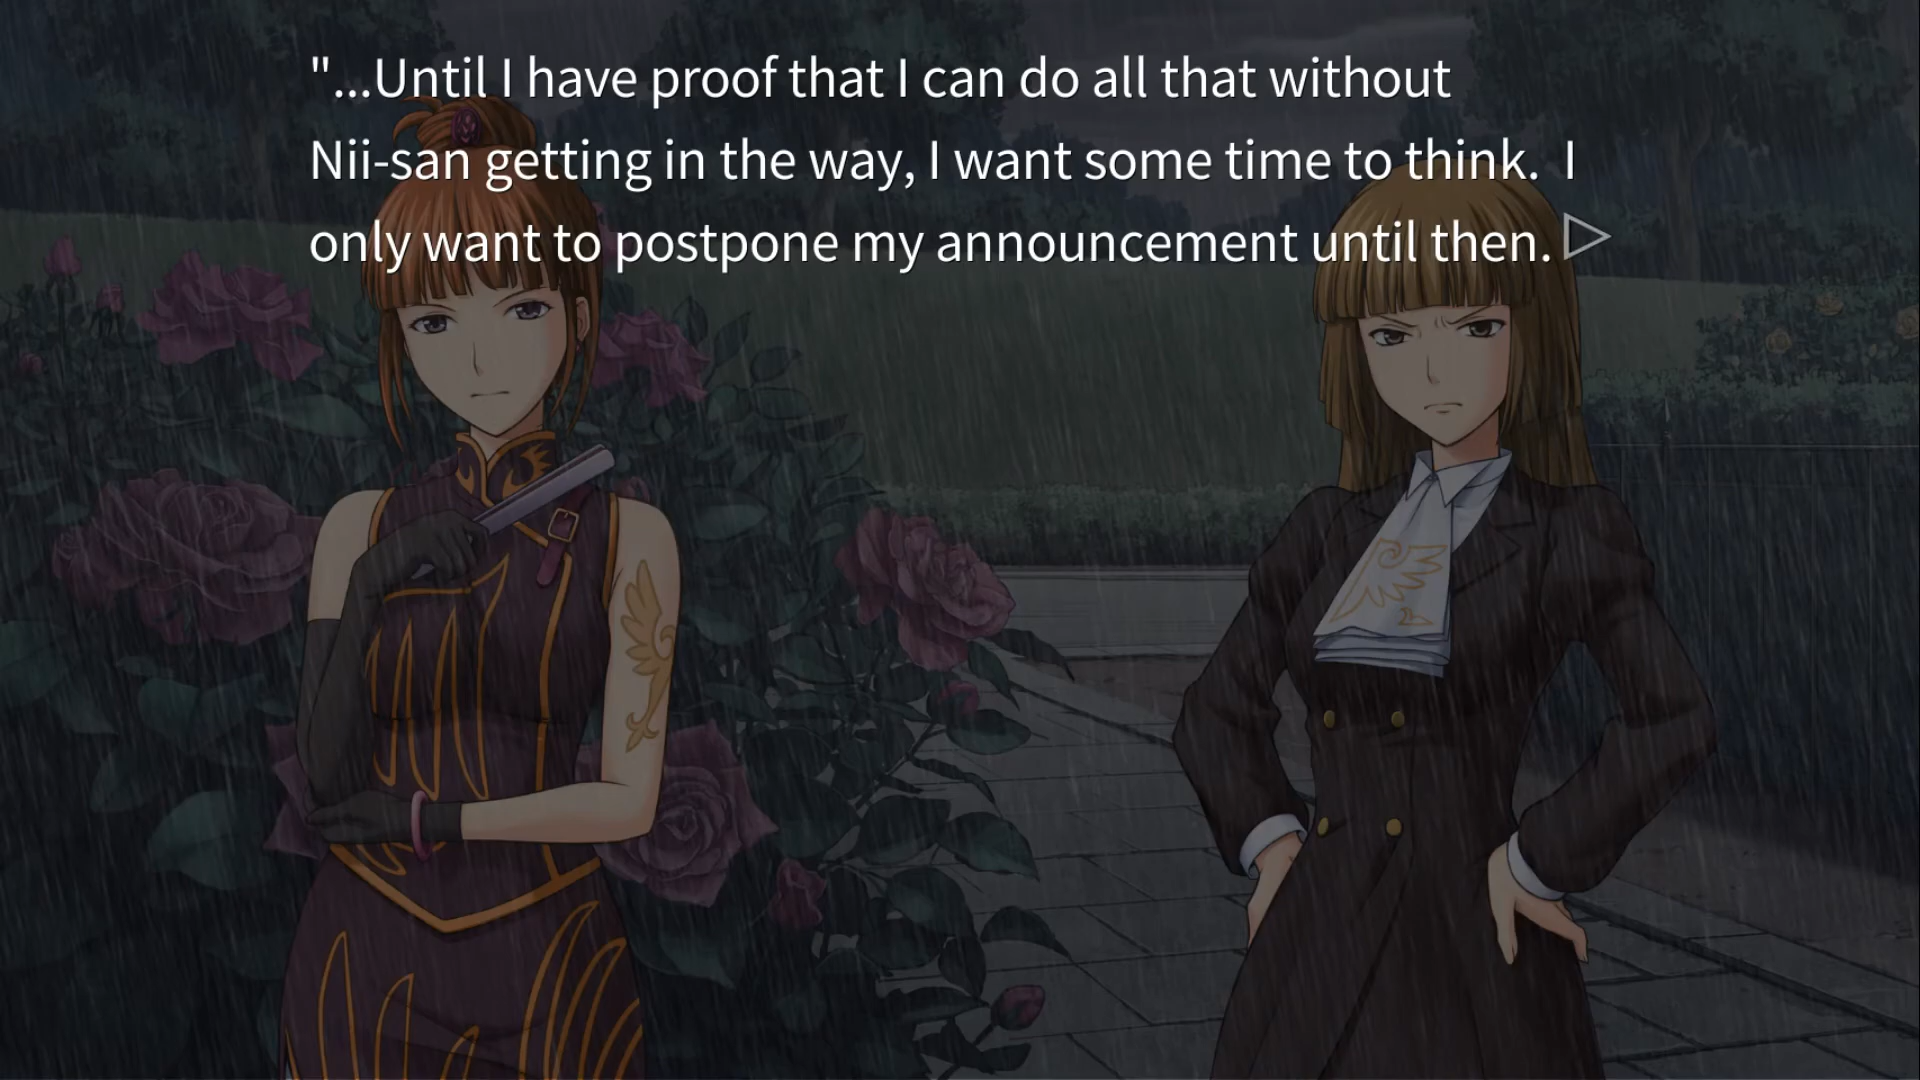 "...Until I have proof that I can do all that without
Nii-san getting in the way, I want some time to think.  I
only want to postpone my announcement until then.